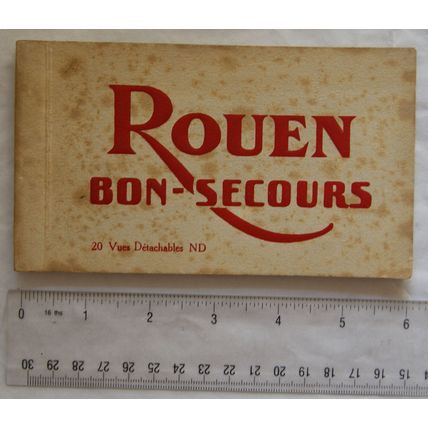 ROUEN
BON-SECOURS
20 Vues Détachables ND
0 16 ths 1 2 3 4 5 6
30 29 28 27 26 25 24 23 22 21 20 19 18 17 16 15